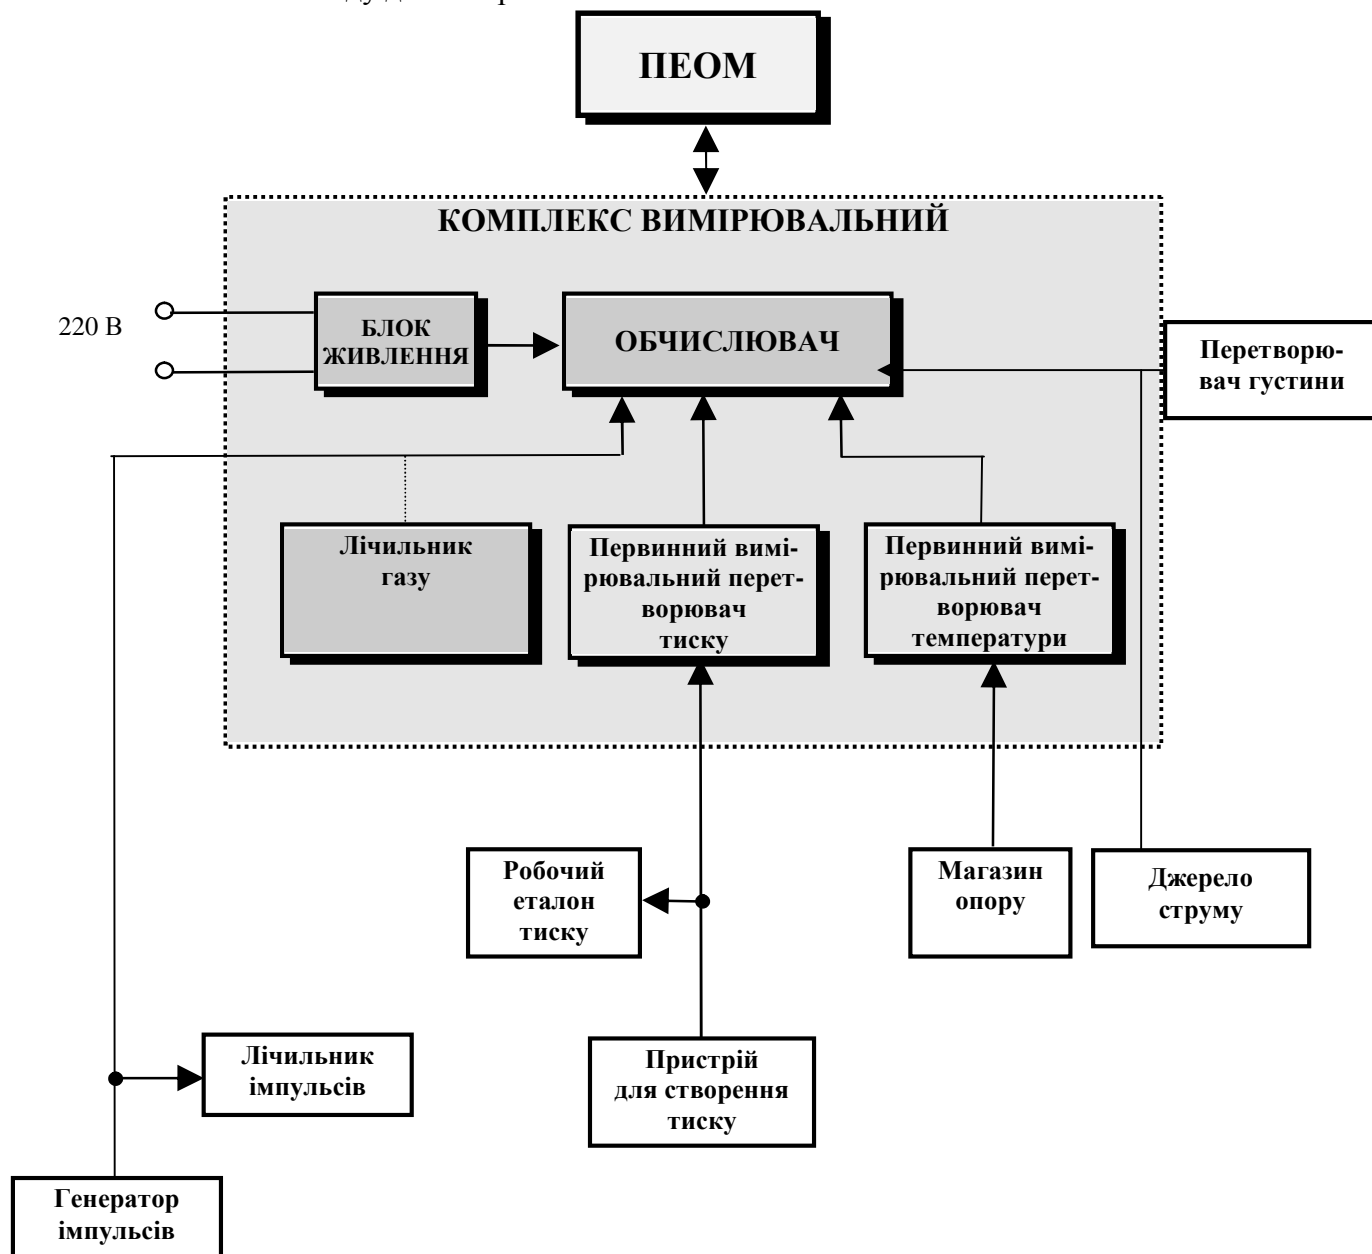 ПЕОМ
КОМПЛЕКС ВИМІРЮВАЛЬНИЙ
220 В
БЛОК
ЖИВЛЕННЯ
ОБЧИСЛЮВАЧ
Перетворю-
вач густини
Лічильник
газу
Первинний вимі-
рювальний перет-
ворювач
тиску
Первинний вимі-
рювальний перет-
ворювач
температури
Робочий
еталон
тиску
Магазин
опору
Джерело
струму
Лічильник
імпульсів
Пристрій
для створення
тиску
Генератор
імпульсів